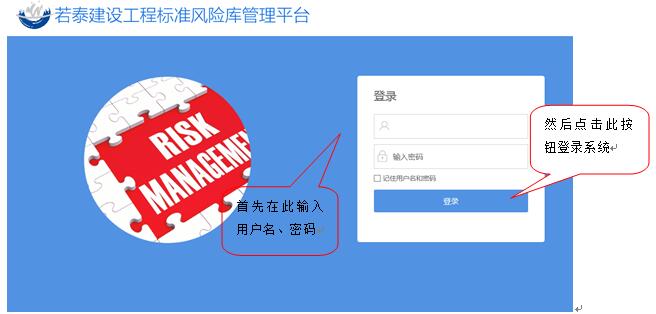 若泰建设工程标准风险库管理平台
RISK
MANAGEME
登录
输入密码
记住用户名和密码
登录
首先在此输入
用户名、密码
然后点击此按
钮登录系统